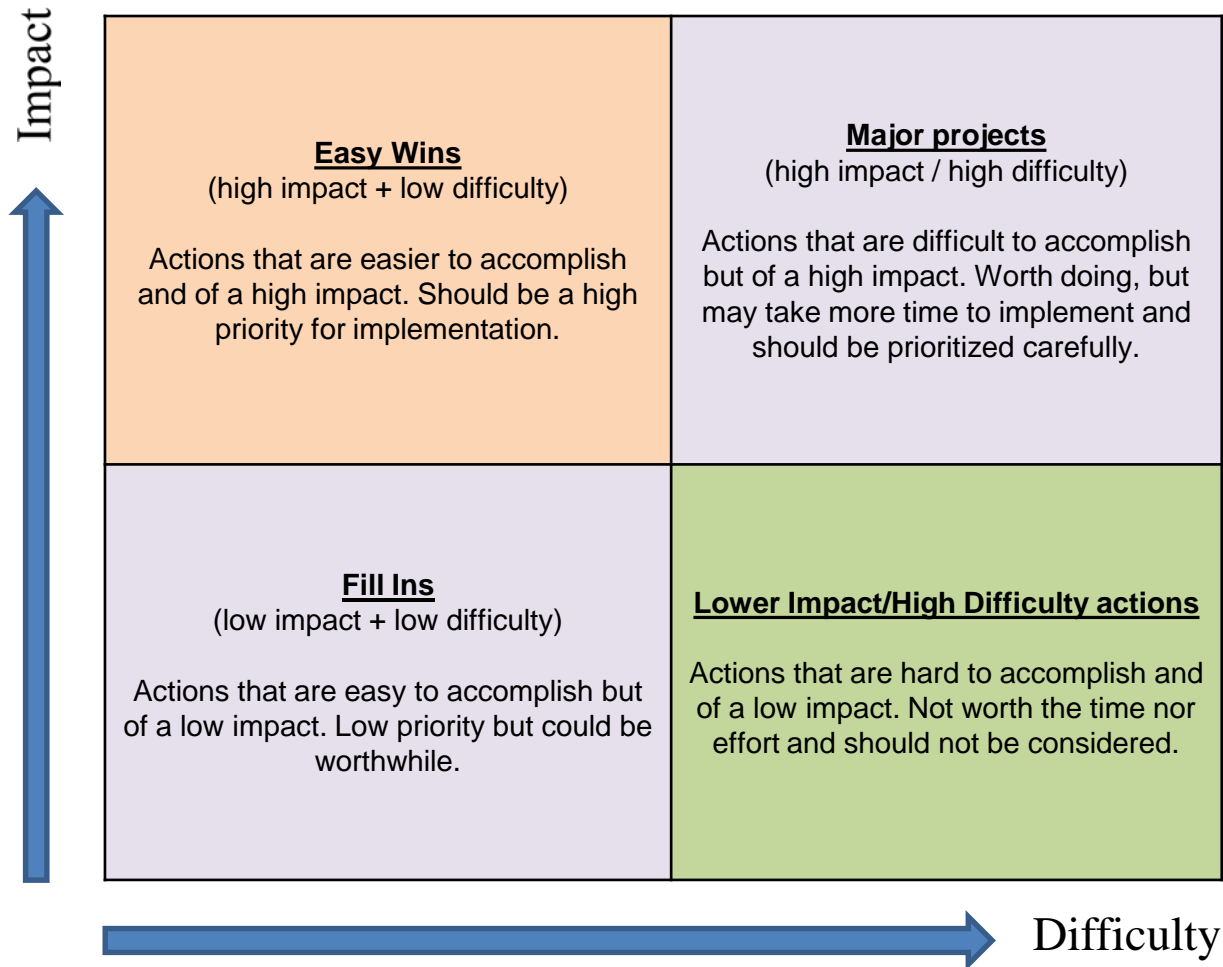 Impact
Easy Wins
(high impact + low difficulty)
Actions that are easier to accomplish
and of a high impact. Should be a high
priority for implementation.
Major projects
(high impact / high difficulty)
Actions that are difficult to accomplish
but of a high impact. Worth doing, but
may take more time to implement and
should be prioritized carefully.
Fill Ins
(low impact + low difficulty)
Actions that are easy to accomplish but
of a low impact. Low priority but could be
worthwhile.
Lower Impact/High Difficulty actions
Actions that are hard to accomplish and
of a low impact. Not worth the time nor
effort and should not be considered.
Difficulty